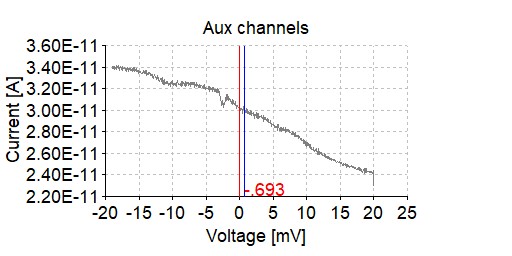 Aux channels
3.60E-11
3.40E-11
3.20E-11
3.00E-11
2.80E-11
2.60E-11
2.40E-11
2.20E-11
Current [A]
-.693
-20 -15 -10 -5 0 5 10 15 20 25
Voltage [mV]